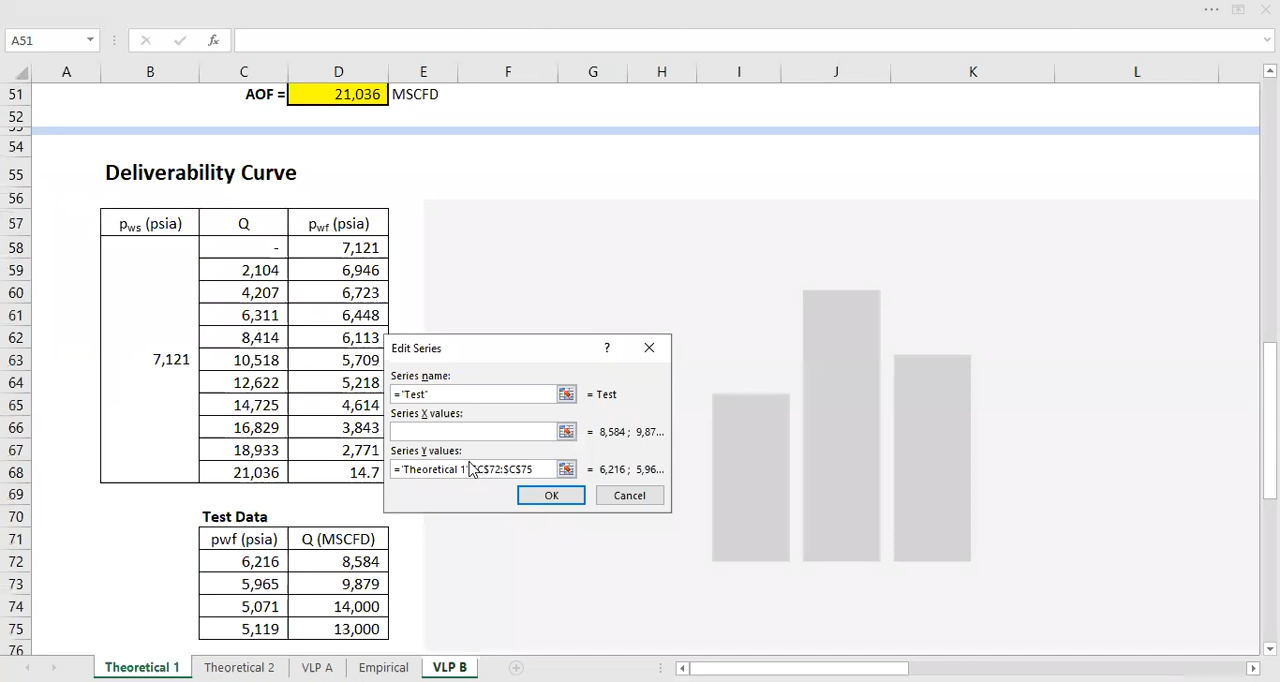 A51 fx
A B C D E F G H I J K L
51 AOF = 21,036 MSCFD
52
53
54
55 Deliverability Curve
56
57 pws (psia) Q pwf (psia)
58 - 7,121
59 2,104 6,946
60 4,207 6,723
61 6,311 6,448
62 8,414 6,113
63 7,121 10,518 5,709
64 12,622 5,218
65 14,725 4,614
66 16,829 3,843
67 18,933 2,771
68 21,036 14.7
69
70 Test Data
71 pwf (psia) Q (MSCFD)
72 6,216 8,584
73 5,965 9,879
74 5,071 14,000
75 5,119 13,000
76
Edit Series ?
Series name:
="Test" = Test
Series X values:
= 8,584 ; 9,87...
Series Y values:
='Theoretical 1' C$72:$C$75 = 6,216 ; 5,96...
OK Cancel
Theoretical 1 Theoretical 2 VLP A Empirical VLP B